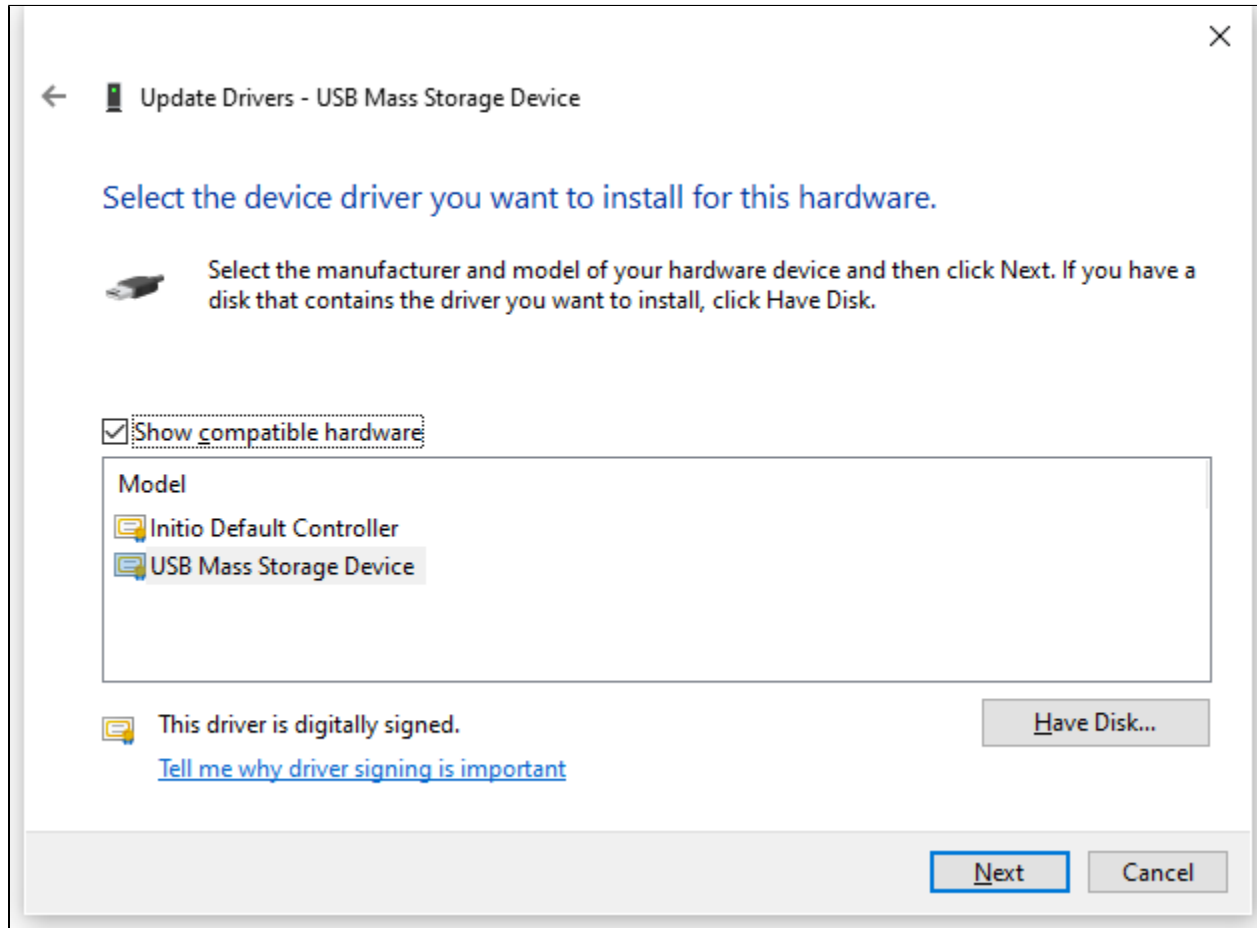 Update Drivers - USB Mass Storage Device
Select the device driver you want to install for this hardware.
Select the manufacturer and model of your hardware device and then click Next. If you have a
disk that contains the driver you want to install, click Have Disk.
Show compatible hardware
Model
Initio Default Controller
USB Mass Storage Device
This driver is digitally signed.
Have Disk...
Tell me why driver signing is important
Next
Cancel